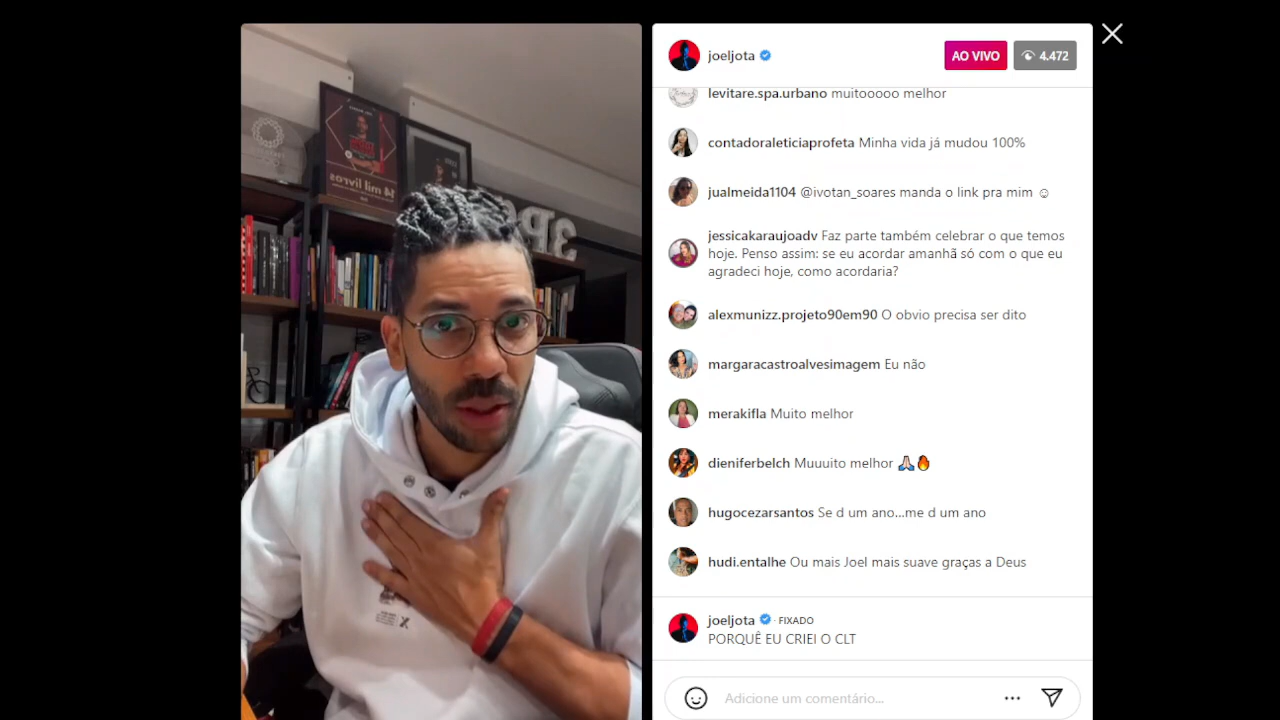 joeljota
AO VIVO
4.472
levitare.spa.urbano muitooooo melhor
contadoraleticiaprofeta Minha vida já mudou 100%
jualmeida1104 @ivotan_soares manda o link pra mim ☺
jessicakaraujoadv Faz parte também celebrar o que temos
hoje. Penso assim: se eu acordar amanhã só com o que eu
agradeci hoje, como acordaria?
alexmunizz.projeto90em90 O obvio precisa ser dito
margaracastroalvesimagem Eu não
merakifla Muito melhor
dieniferbelch Muuuito melhor 🙏🏻🔥
hugocezarsantos Se d um ano...me d um ano
hudi.entalhe Ou mais Joel mais suave graças a Deus
joeljota · FIXADO
PORQUÊ EU CRIEI O CLT
Adicione um comentário...
14 mil livros